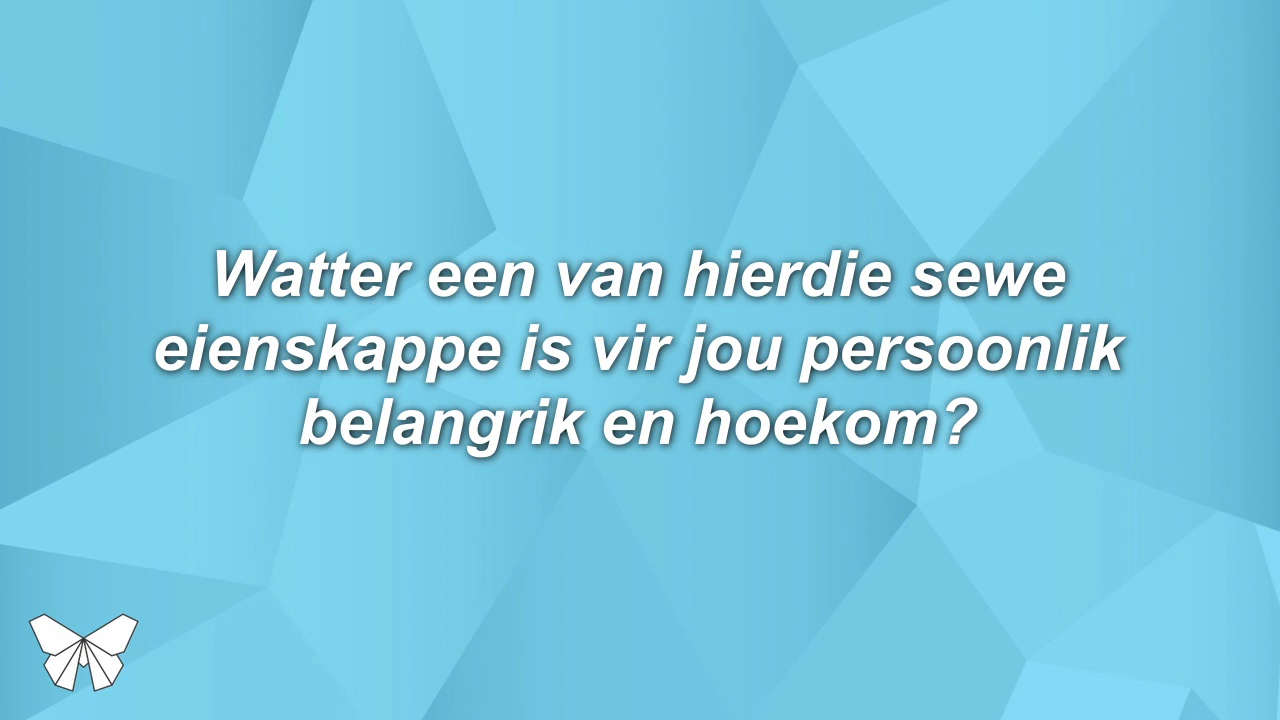 Watter een van hierdie sewe
eienskappe is vir jou persoonlik
belangrik en hoekom?